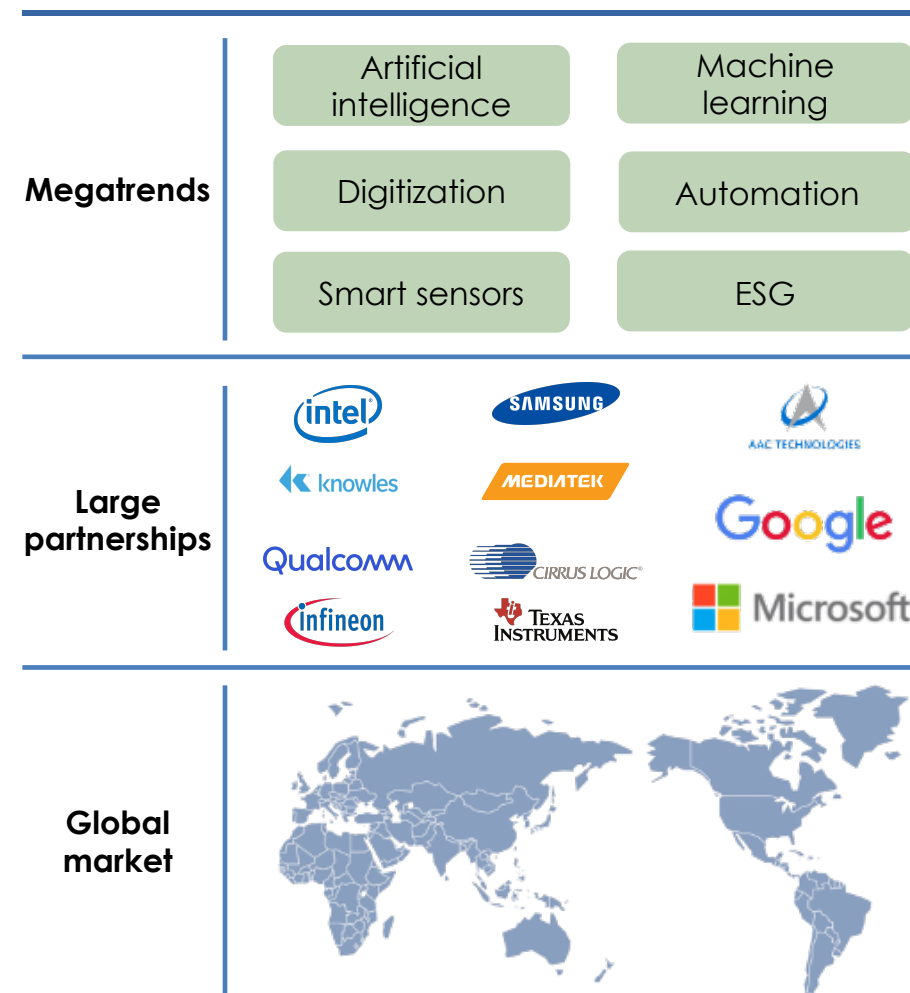 Megatrends
Artificial
intelligence
Machine
learning
Digitization
Automation
Smart sensors
ESG
Large
partnerships
intel
SAMSUNG
AAC TECHNOLOGIES
knowles
MEDIATEK
Google
Qualcomm
CIRRUS LOGIC®
Microsoft
infineon
TEXAS
INSTRUMENTS
Global
market